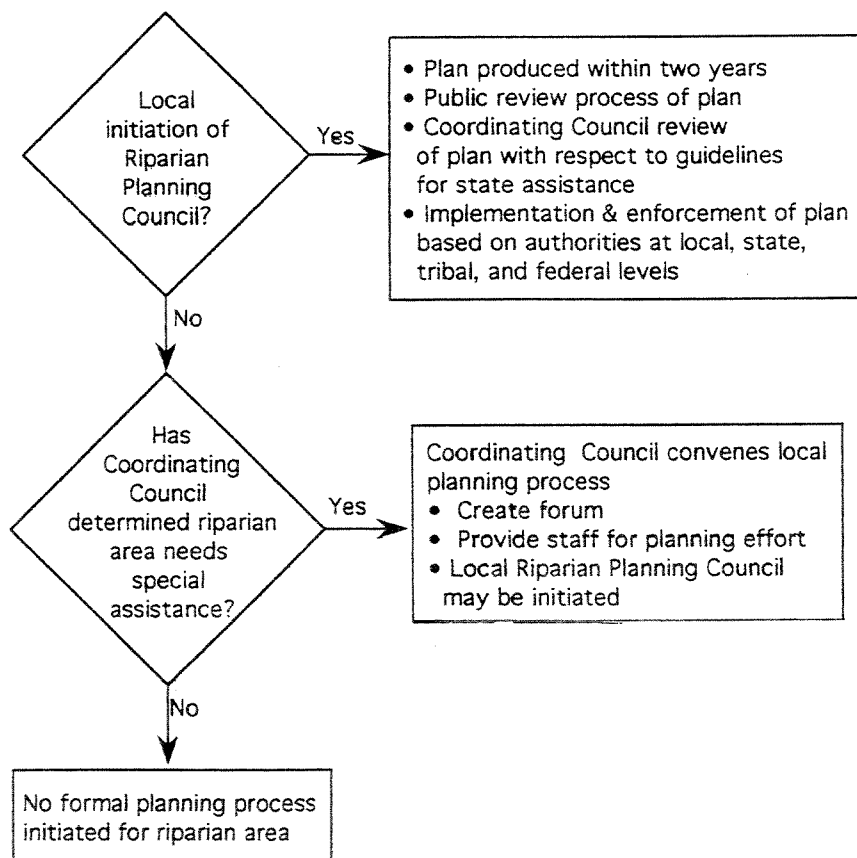 Local
initiation of
Riparian
Planning
Council?
Yes
• Plan produced within two years
• Public review process of plan
• Coordinating Council review
of plan with respect to guidelines
for state assistance
• Implementation & enforcement of plan
based on authorities at local, state,
tribal, and federal levels
No
Has
Coordinating
Council
determined riparian
area needs
special
assistance?
Yes
Coordinating Council convenes local
planning process
• Create forum
• Provide staff for planning effort
• Local Riparian Planning Council
may be initiated
No
No formal planning process
initiated for riparian area